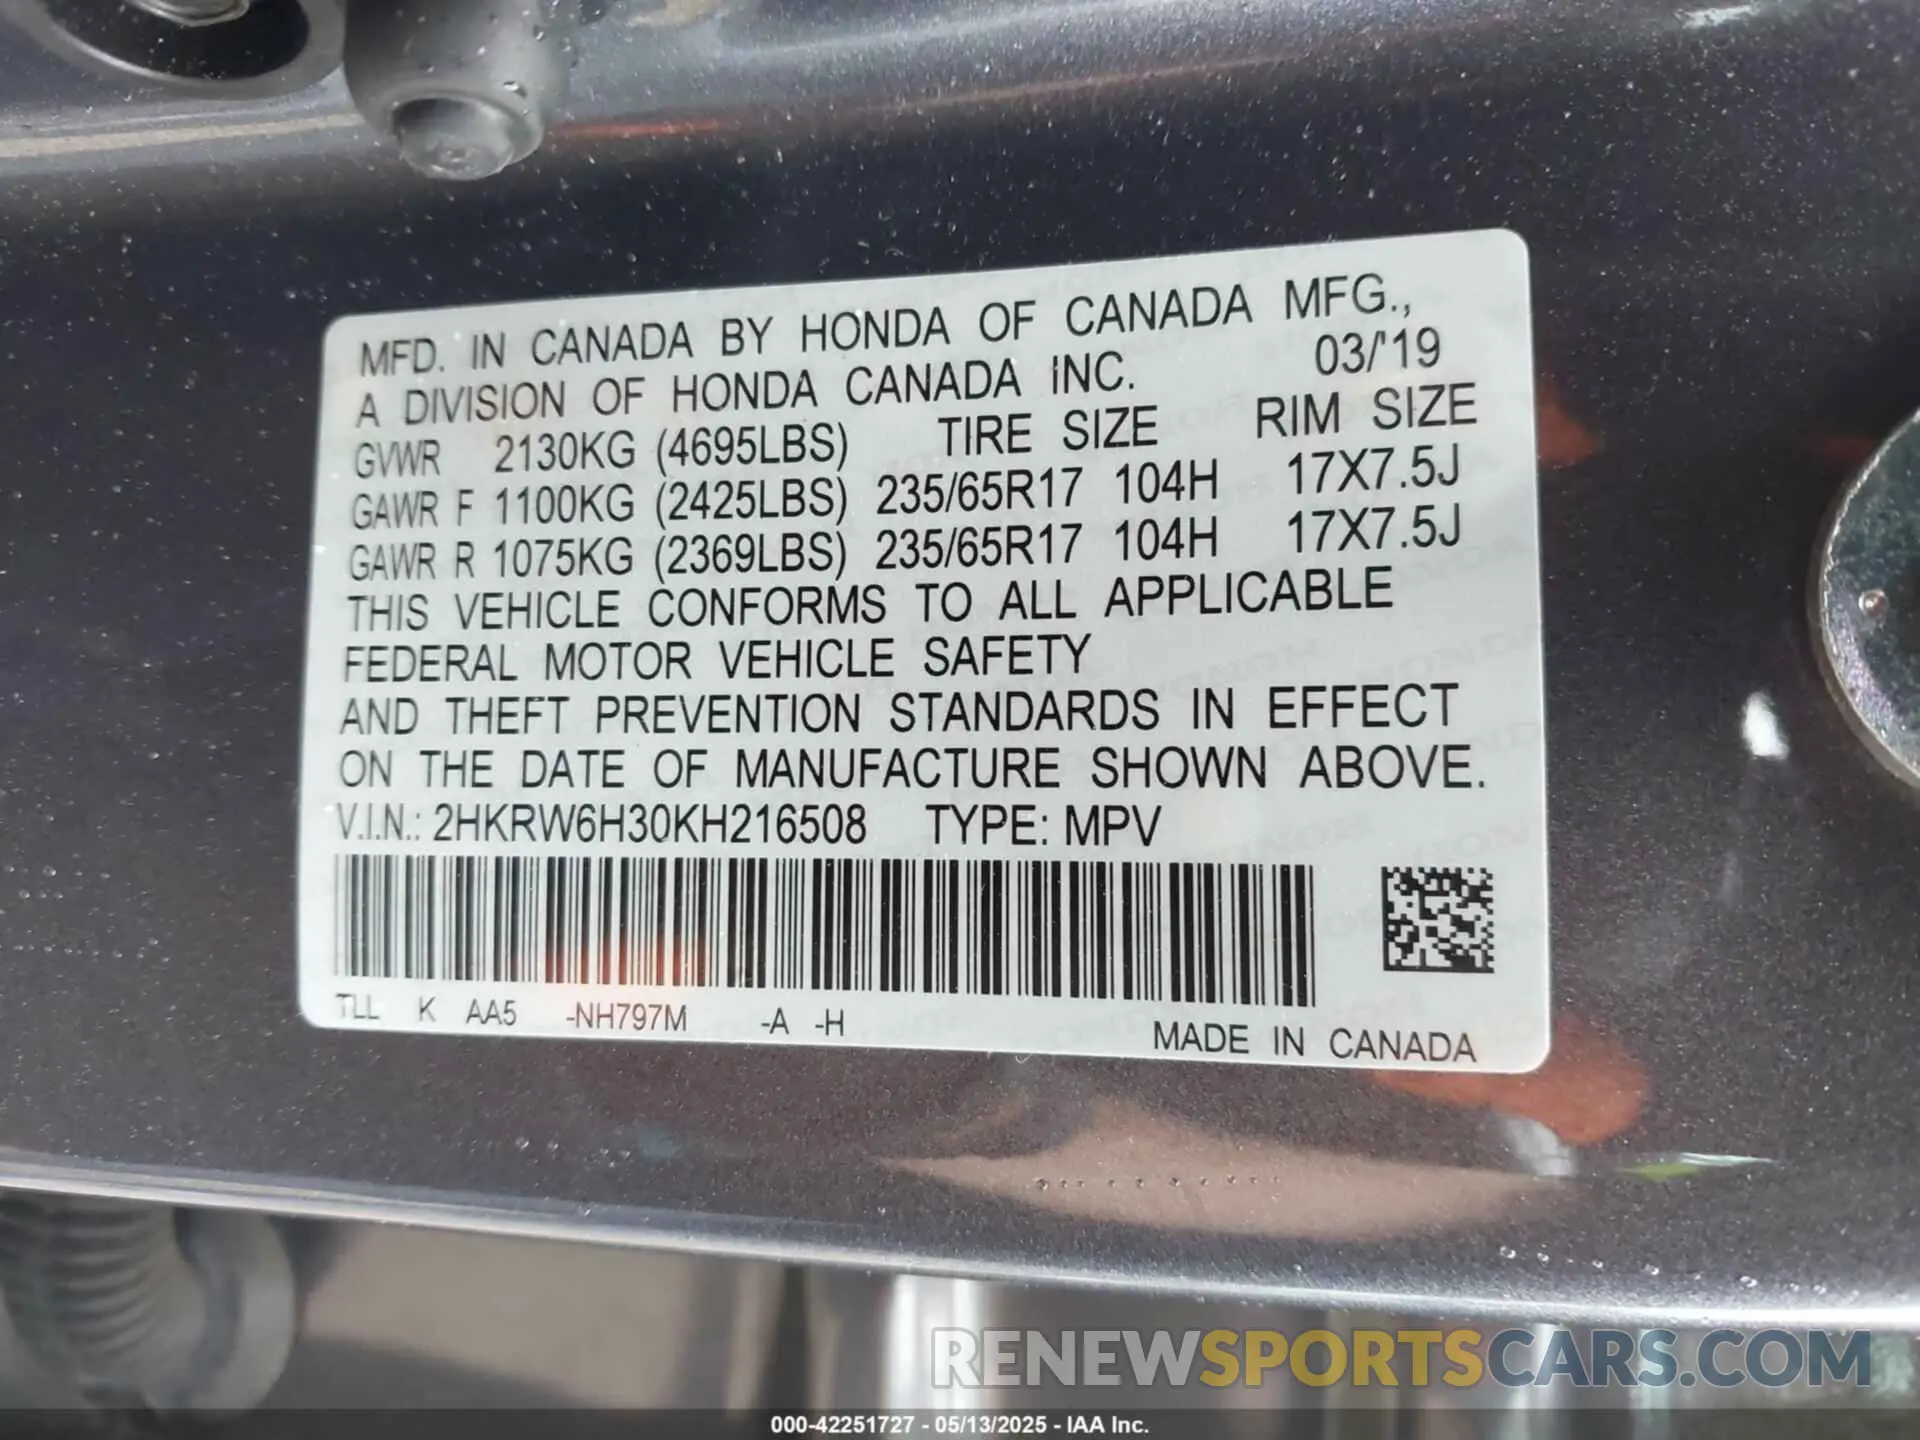 MFD. IN CANADA BY HONDA OF CANADA MFG.,
A DIVISION OF HONDA CANADA INC. 03/'19
GVWR 2130KG (4695LBS) TIRE SIZE RIM SIZE
GAWR F 1100KG (2425LBS) 235/65R17 104H 17X7.5J
GAWR R 1075KG (2369LBS) 235/65R17 104H 17X7.5J
THIS VEHICLE CONFORMS TO ALL APPLICABLE
FEDERAL MOTOR VEHICLE SAFETY
AND THEFT PREVENTION STANDARDS IN EFFECT
ON THE DATE OF MANUFACTURE SHOWN ABOVE.
V.I.N.: 2HKRW6H30KH216508 TYPE: MPV
TLL K AA5 -NH797M -A -H
MADE IN CANADA
RENEWSPORTSCARS.COM
000-42251727 - 05/13/2025 - IAA Inc.